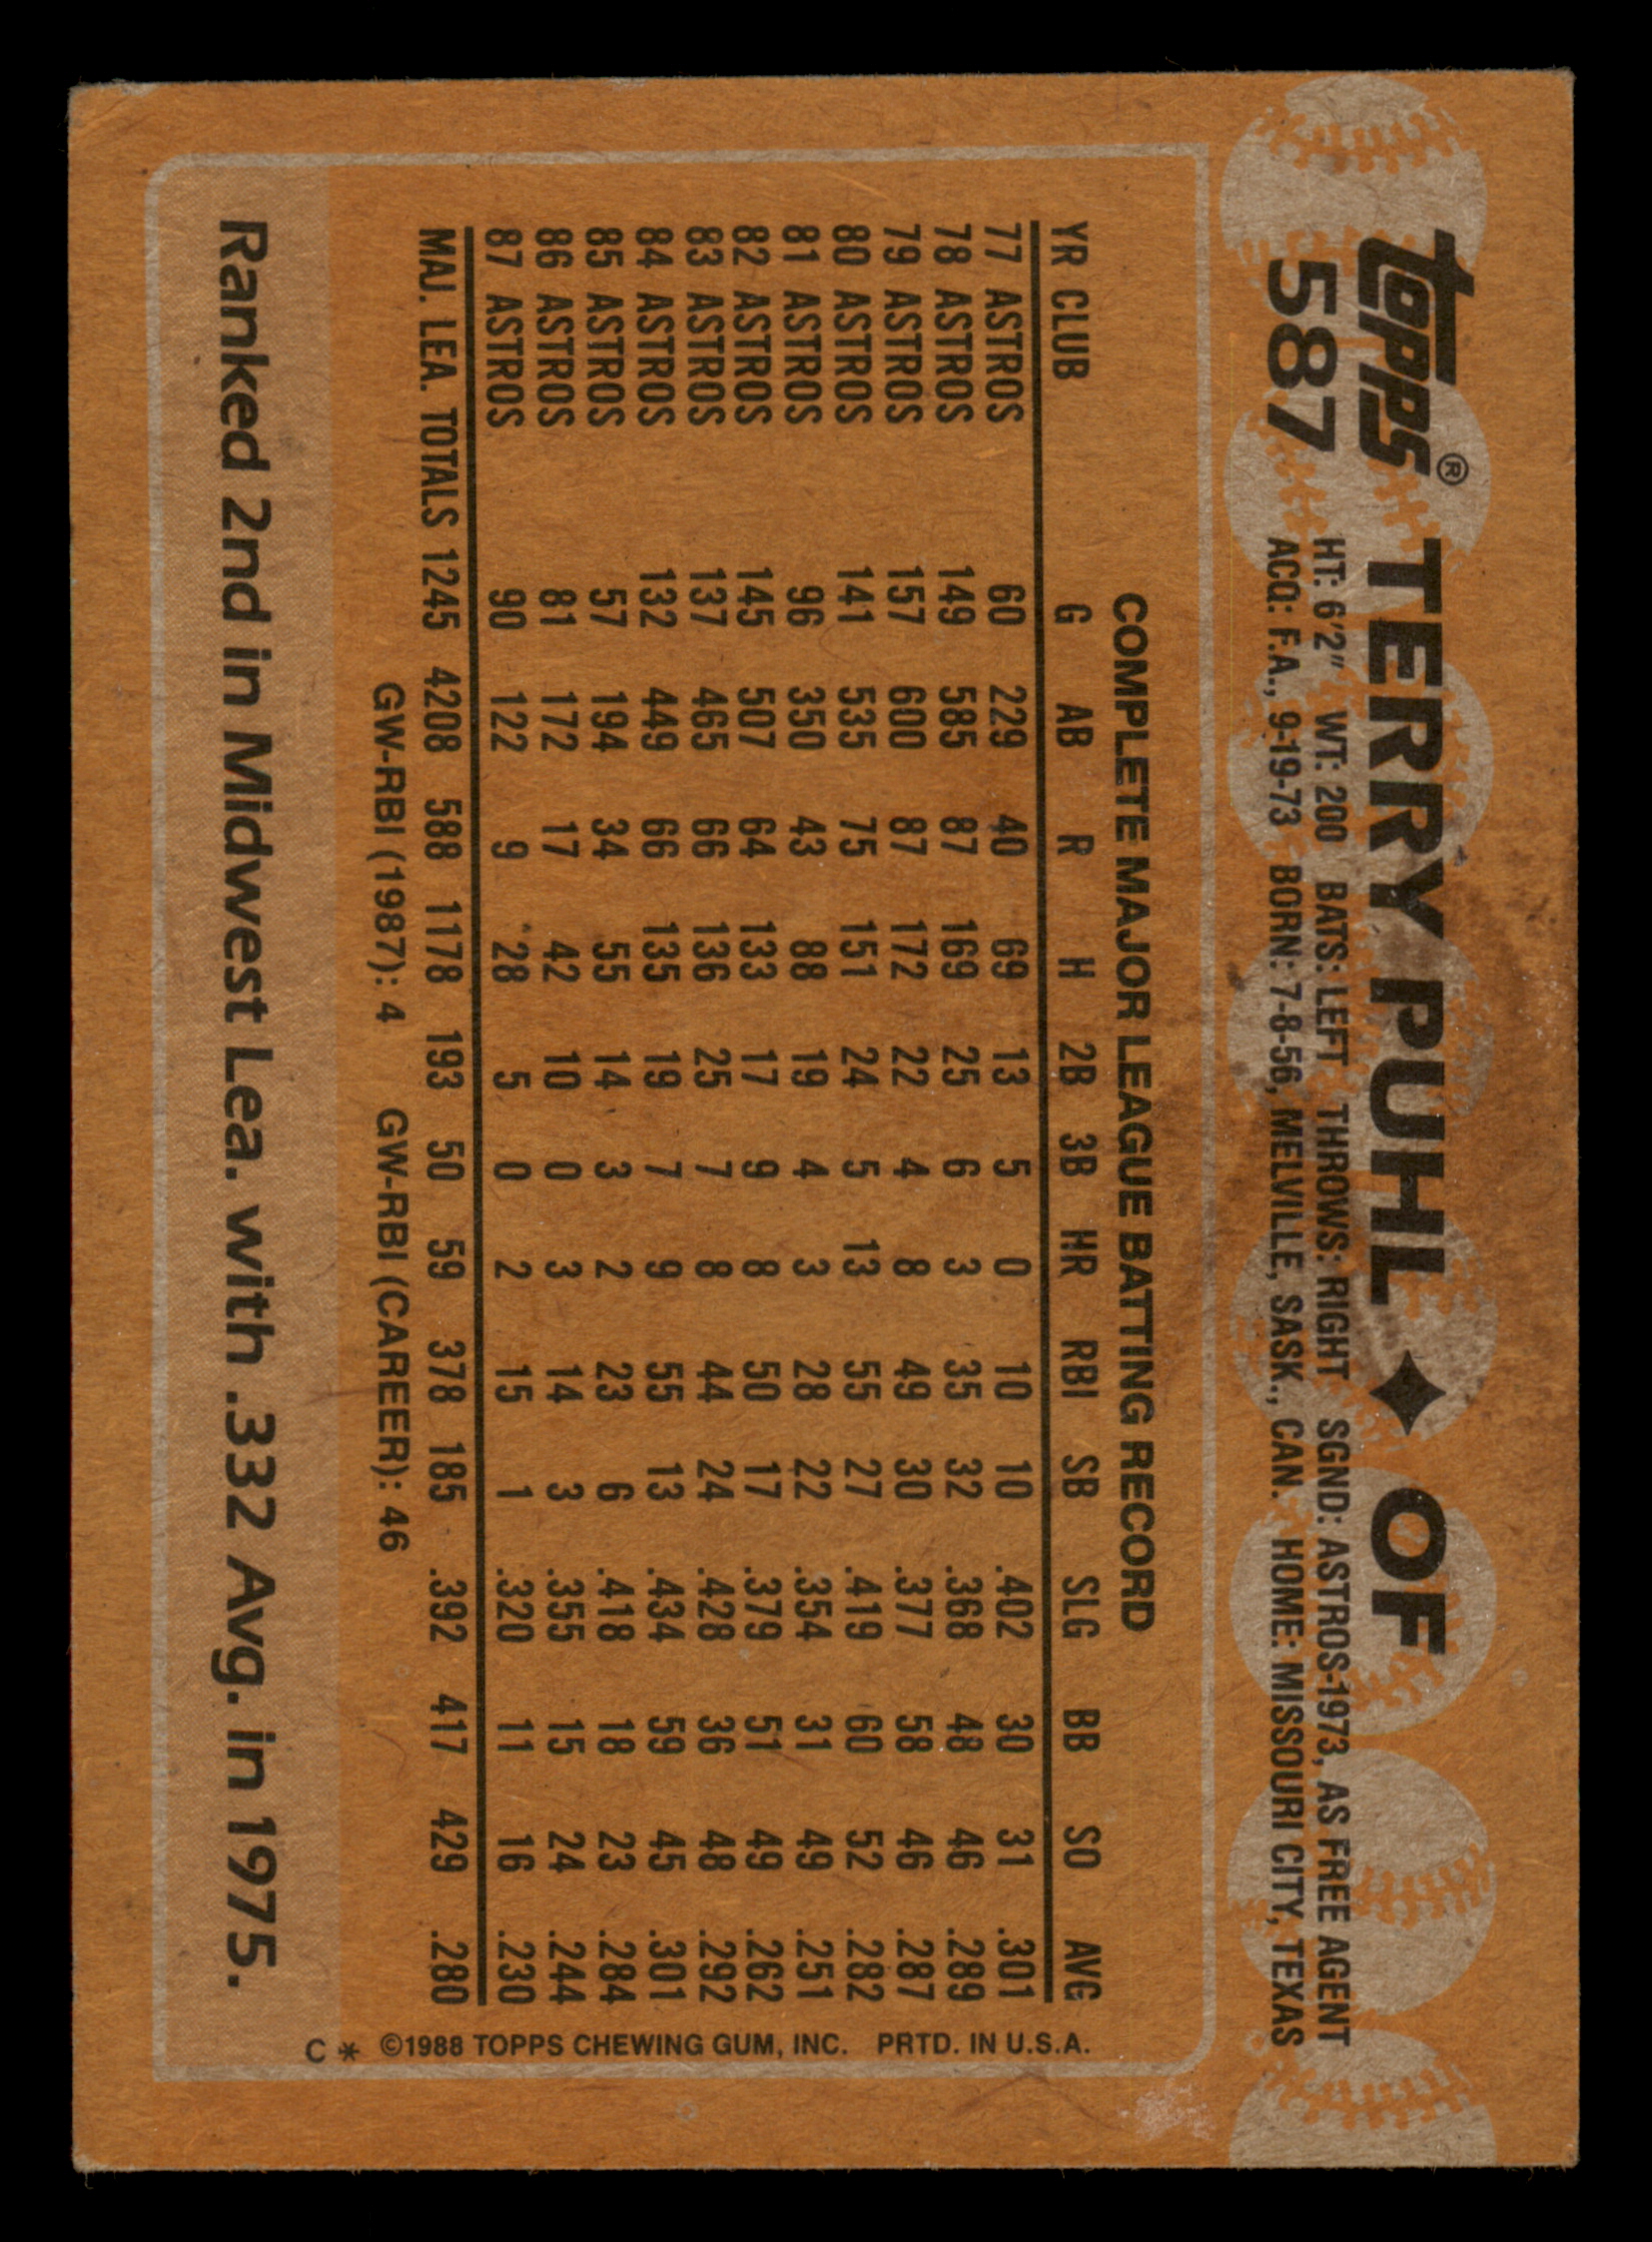 topps® TERRY PUHL ✦ OF
587 HT: 6'2" WT: 200 BATS: LEFT THROWS: RIGHT SGND: ASTROS-1973, AS FREE AGENT
ACQ: F.A., 9-19-73 BORN: 7-8-56, MELVILLE, SASK., CAN. HOME: MISSOURI CITY, TEXAS
COMPLETE MAJOR LEAGUE BATTING RECORD
YR CLUB G AB R H 2B 3B HR RBI SB SLG BB SO AVG
77 ASTROS 60 229 40 69 13 5 0 10 10 .402 30 31 .301
78 ASTROS 149 585 87 169 25 6 3 35 32 .368 48 46 .289
79 ASTROS 157 600 87 172 22 4 8 49 30 .377 58 46 .287
80 ASTROS 141 535 75 151 24 5 13 55 27 .419 60 52 .282
81 ASTROS 96 350 43 88 19 4 3 28 22 .354 31 49 .251
82 ASTROS 145 507 64 133 17 9 8 50 17 .379 51 49 .262
83 ASTROS 137 465 66 136 25 7 8 44 24 .428 36 48 .292
84 ASTROS 132 449 66 135 19 7 9 55 13 .434 59 45 .301
85 ASTROS 57 194 34 55 14 3 2 23 6 .418 18 23 .284
86 ASTROS 81 172 17 42 10 0 3 14 3 .355 15 24 .244
87 ASTROS 90 122 9 28 5 0 2 15 1 .320 11 16 .230
MAJ. LEA. TOTALS 1245 4208 588 1178 193 50 59 378 185 .392 417 429 .280
GW-RBI (1987): 4 GW-RBI (CAREER): 46
Ranked 2nd in Midwest Lea. with .332 Avg. in 1975.
C * ©1988 TOPPS CHEWING GUM, INC. PRTD. IN U.S.A.